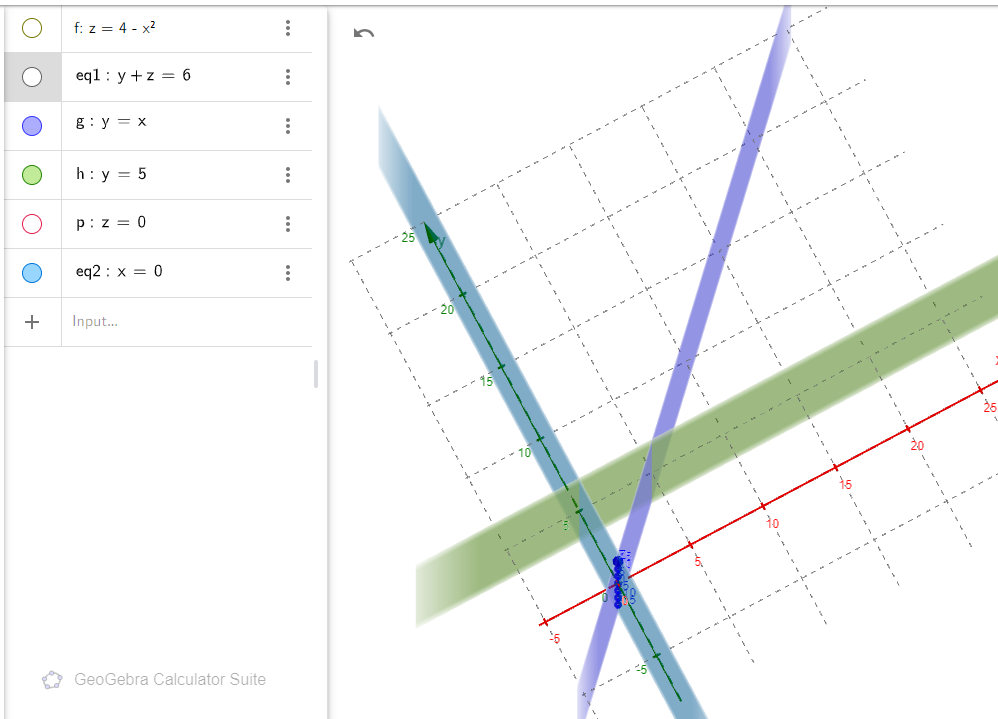 f: z = 4 - x²
eq1 : y + z = 6
g : y = x
h : y = 5
p : z = 0
eq2 : x = 0
+ Input...
GeoGebra Calculator Suite
25
y
20
15
10
5
0
-5
-5
5
10
15
20
25
x